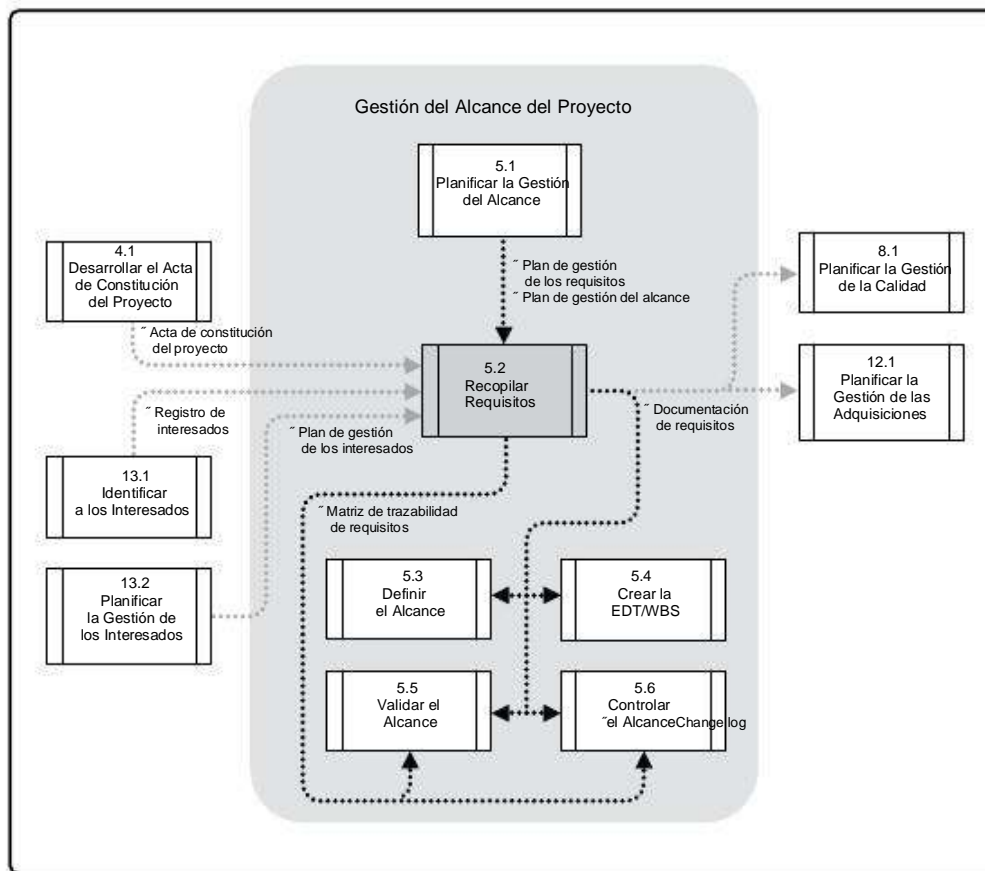 Gestión del Alcance del Proyecto
5.1
Planificar la Gestión
del Alcance
4.1
Desarrollar el Acta
de Constitución
del Proyecto
˝ Plan de gestión
de los requisitos
˝ Plan de gestión del alcance
8.1
Planificar la Gestión
de la Calidad
˝ Acta de constitución
del proyecto
5.2
Recopilar
Requisitos
12.1
Planificar la
Gestión de las
Adquisiciones
˝ Registro de
interesados
˝ Plan de gestión
de los interesados
˝ Documentación
de requisitos
13.1
Identificar
a los Interesados
˝ Matriz de trazabilidad
de requisitos
13.2
Planificar
la Gestión de
los Interesados
5.3
Definir
el Alcance
5.4
Crear la
EDT/WBS
5.5
Validar el
Alcance
5.6
Controlar
˝el AlcanceChange log